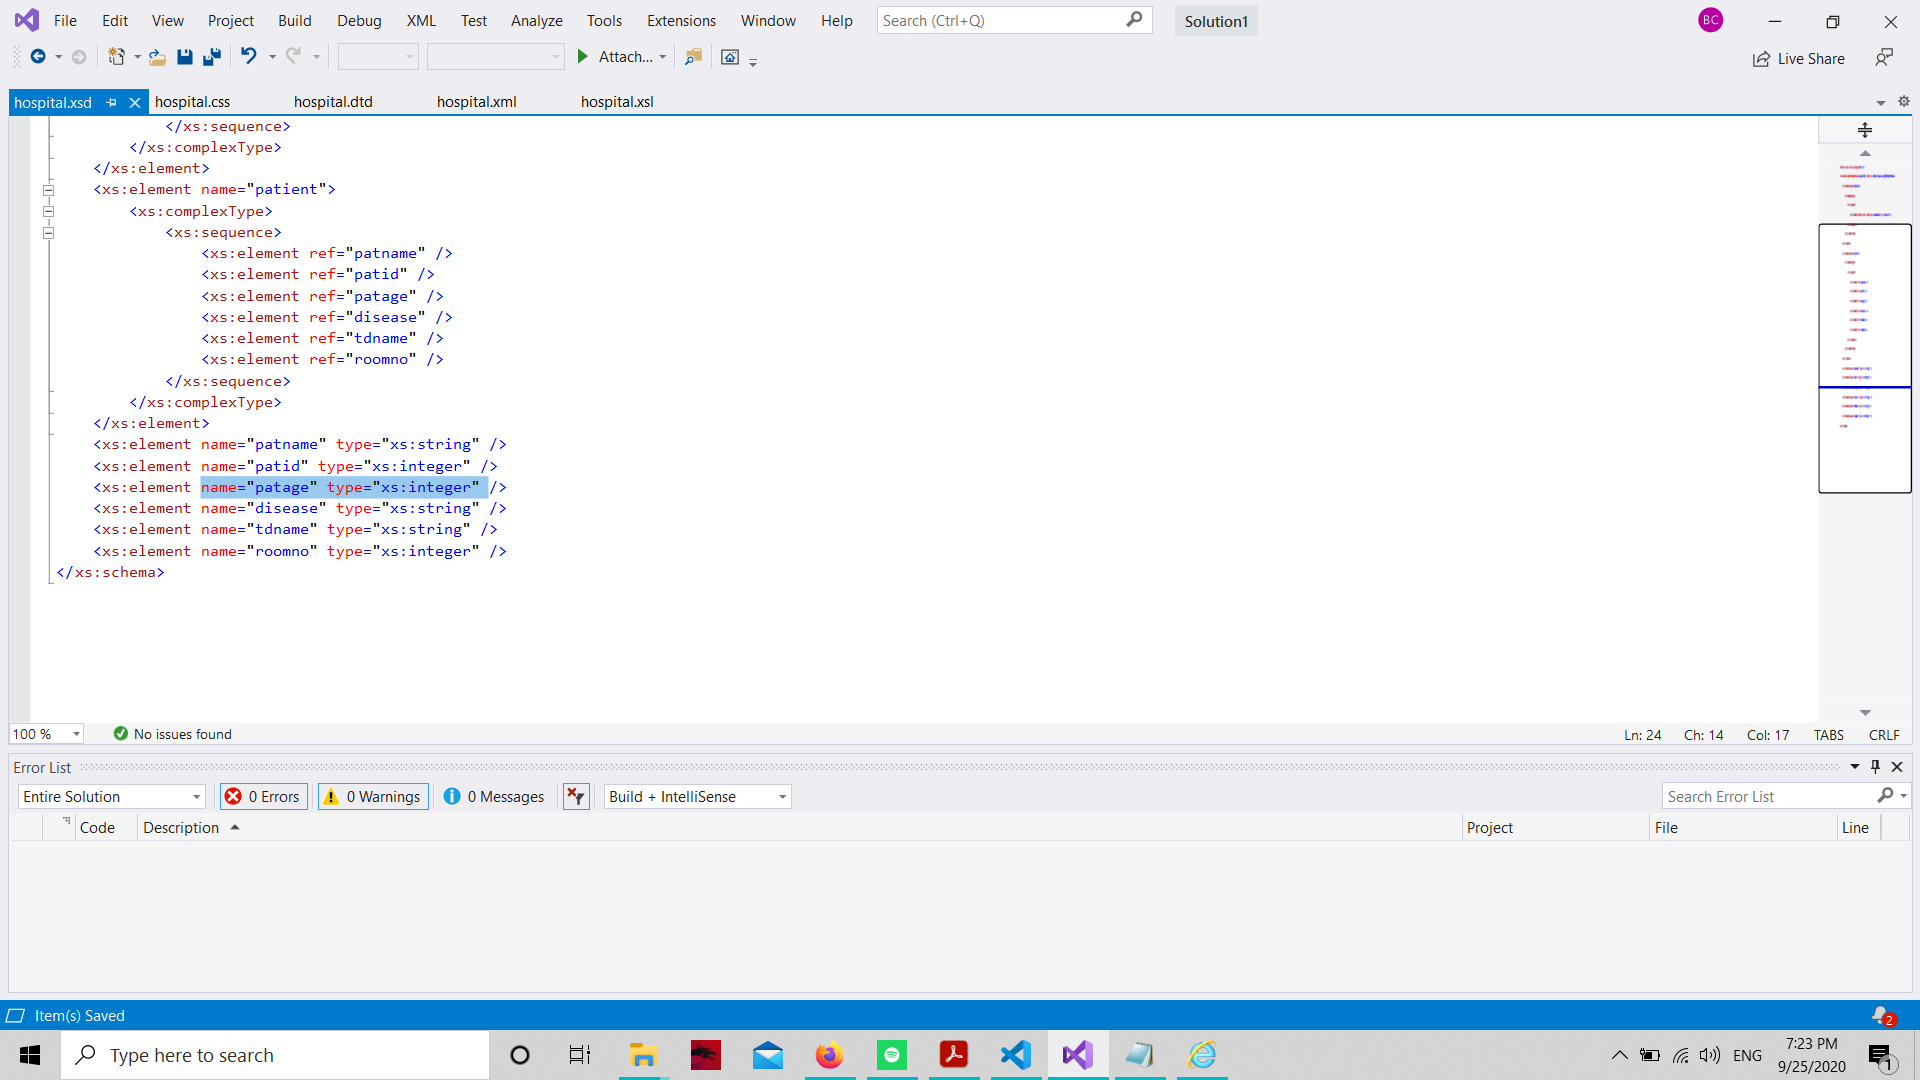 File Edit View Project Build Debug XML Test Analyze Tools Extensions Window Help Search (Ctrl+Q) Solution1 BC
Attach... Live Share
hospital.xsd hospital.css hospital.dtd hospital.xml hospital.xsl
</xs:sequence>
</xs:complexType>
</xs:element>
<xs:element name="patient">
<xs:complexType>
<xs:sequence>
<xs:element ref="patname" />
<xs:element ref="patid" />
<xs:element ref="patage" />
<xs:element ref="disease" />
<xs:element ref="tdname" />
<xs:element ref="roomno" />
</xs:sequence>
</xs:complexType>
</xs:element>
<xs:element name="patname" type="xs:string" />
<xs:element name="patid" type="xs:integer" />
<xs:element name="patage" type="xs:integer" />
<xs:element name="disease" type="xs:string" />
<xs:element name="tdname" type="xs:string" />
<xs:element name="roomno" type="xs:integer" />
</xs:schema>
100 % No issues found Ln: 24 Ch: 14 Col: 17 TABS CRLF
Error List
Entire Solution 0 Errors 0 Warnings 0 Messages Build + IntelliSense Search Error List
Code Description Project File Line
Item(s) Saved 2
Type here to search ENG 7:23 PM 1
9/25/2020